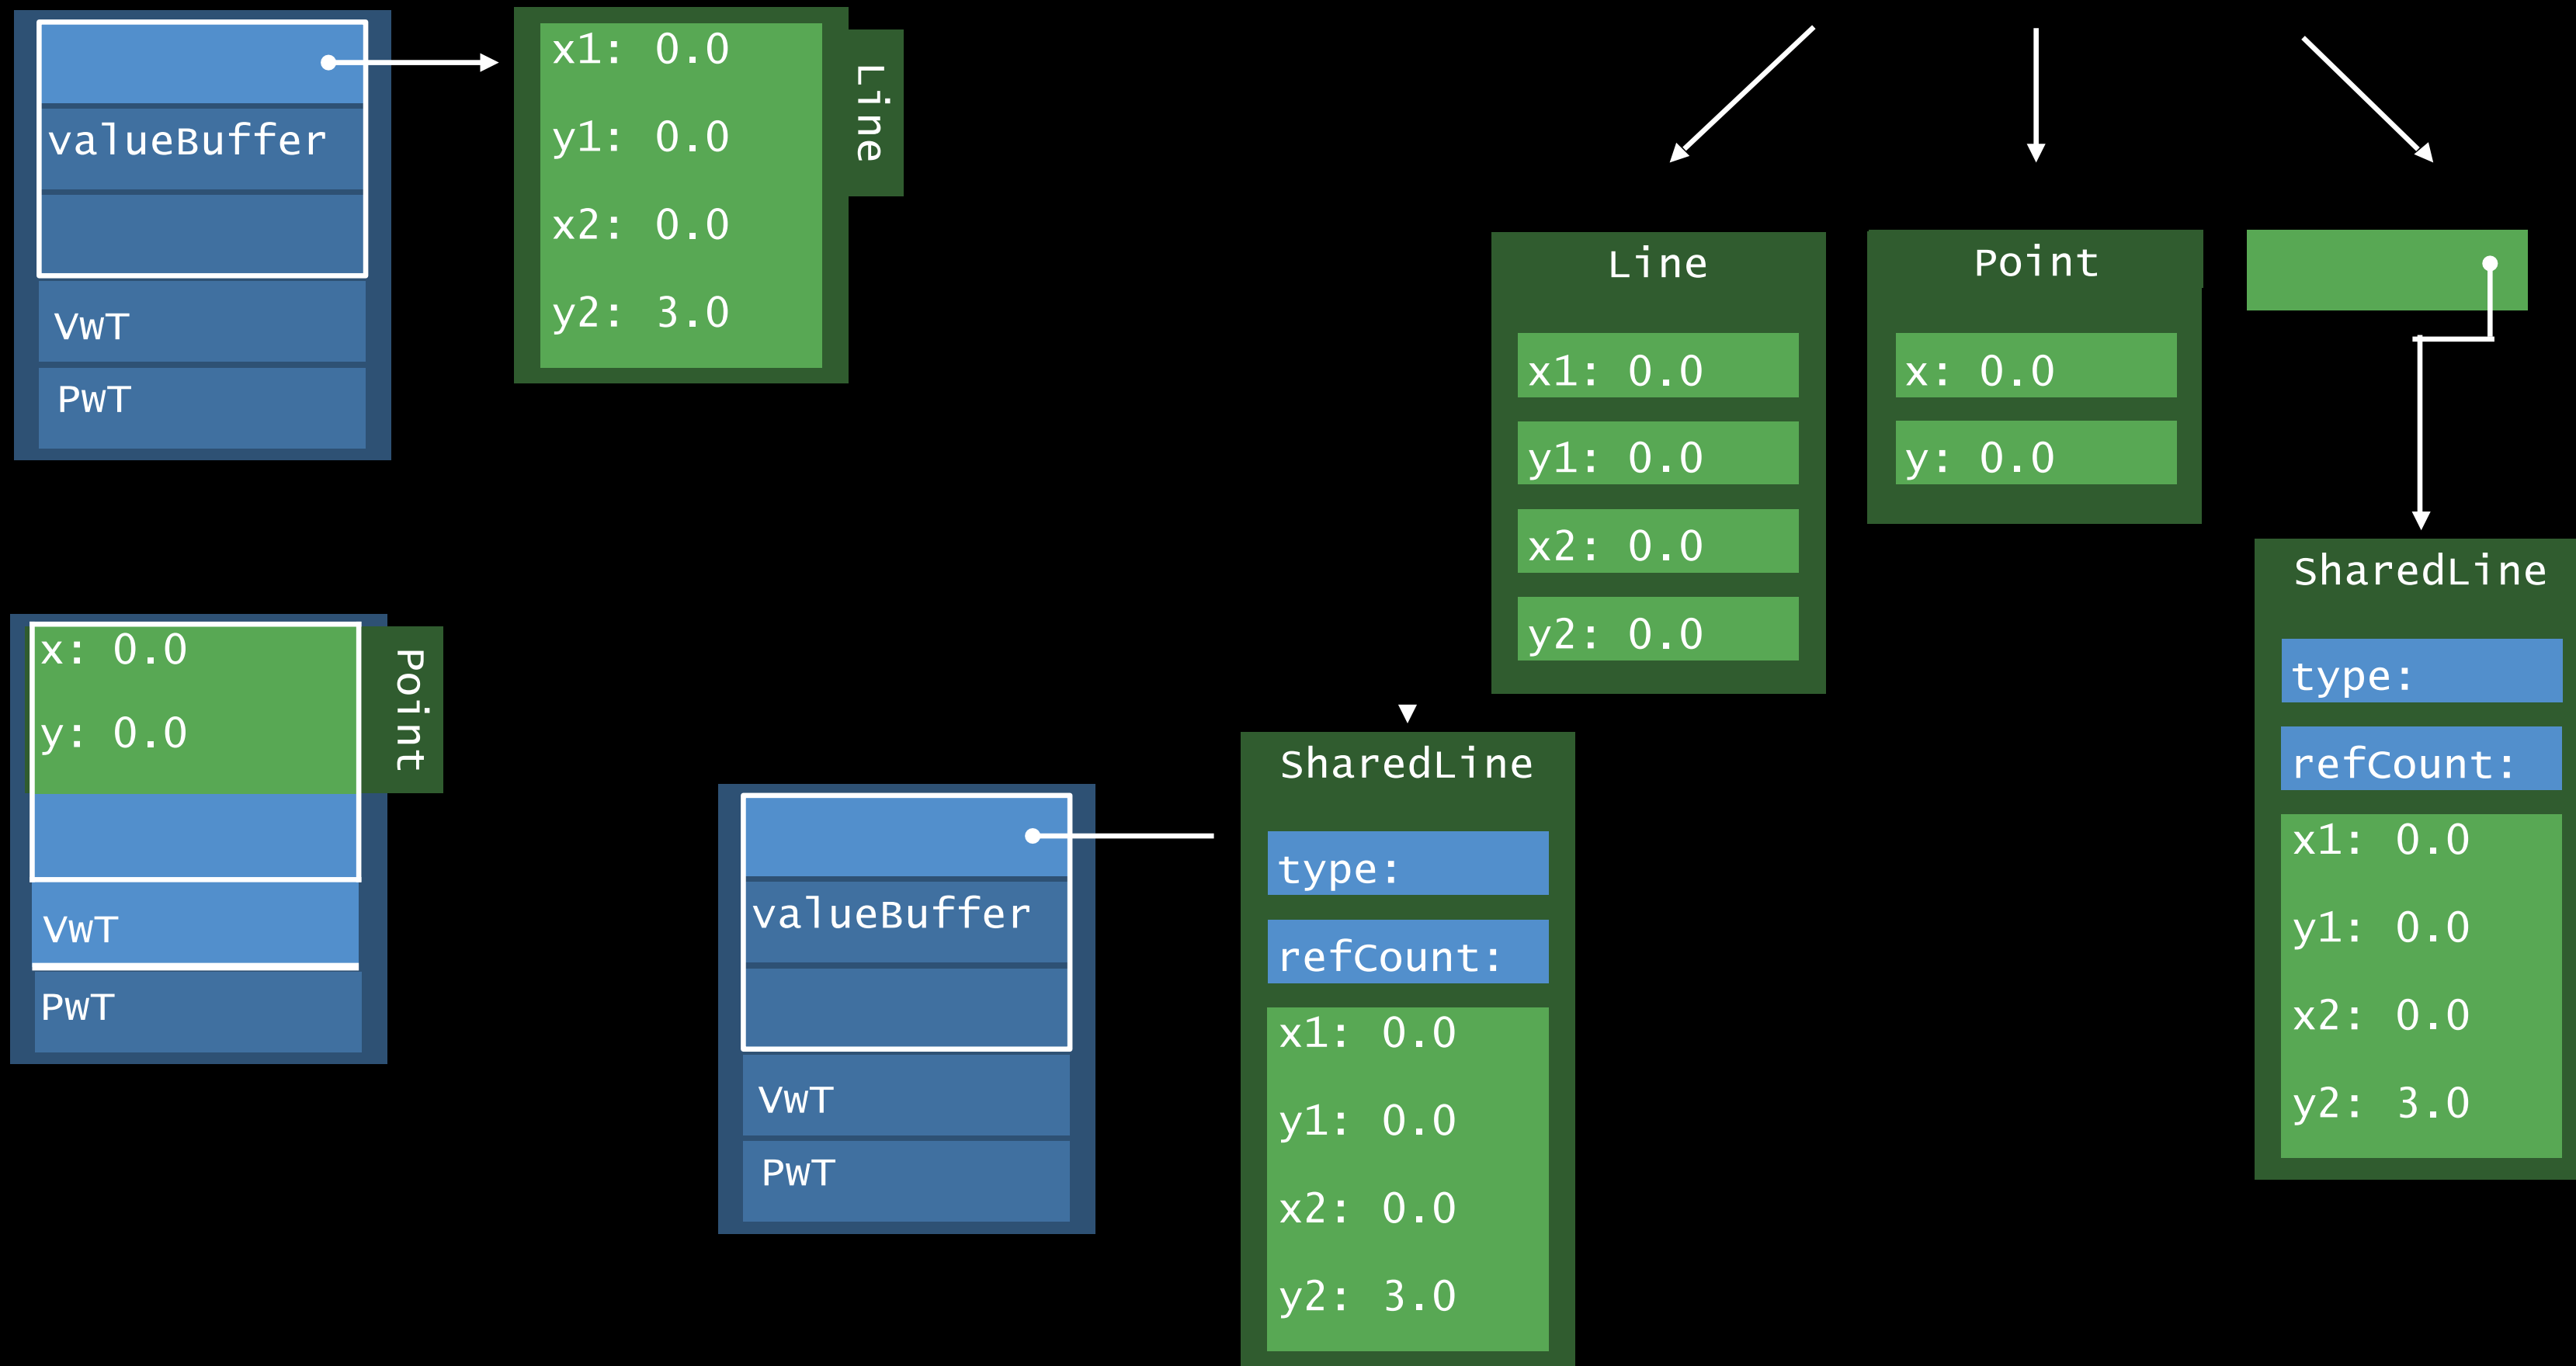 valueBuffer
VwT
PwT
x1: 0.0
y1: 0.0
x2: 0.0
y2: 3.0
Line
Line
x1: 0.0
y1: 0.0
x2: 0.0
y2: 0.0
Point
x: 0.0
y: 0.0
SharedLine
type:
refCount:
x1: 0.0
y1: 0.0
x2: 0.0
y2: 3.0
x: 0.0
y: 0.0
Point
VwT
PwT
valueBuffer
VwT
PwT
SharedLine
type:
refCount:
x1: 0.0
y1: 0.0
x2: 0.0
y2: 3.0